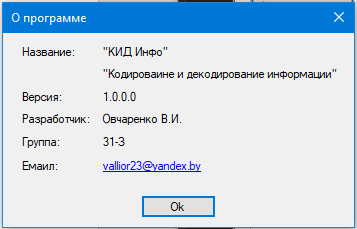 О программе
Название: "КИД Инфо"
"Кодироваине и декодирование информации"
Версия: 1.0.0.0
Разработчик: Овчаренко В.И.
Группа: 31-3
Емаил: vallior23@yandex.by
Ok